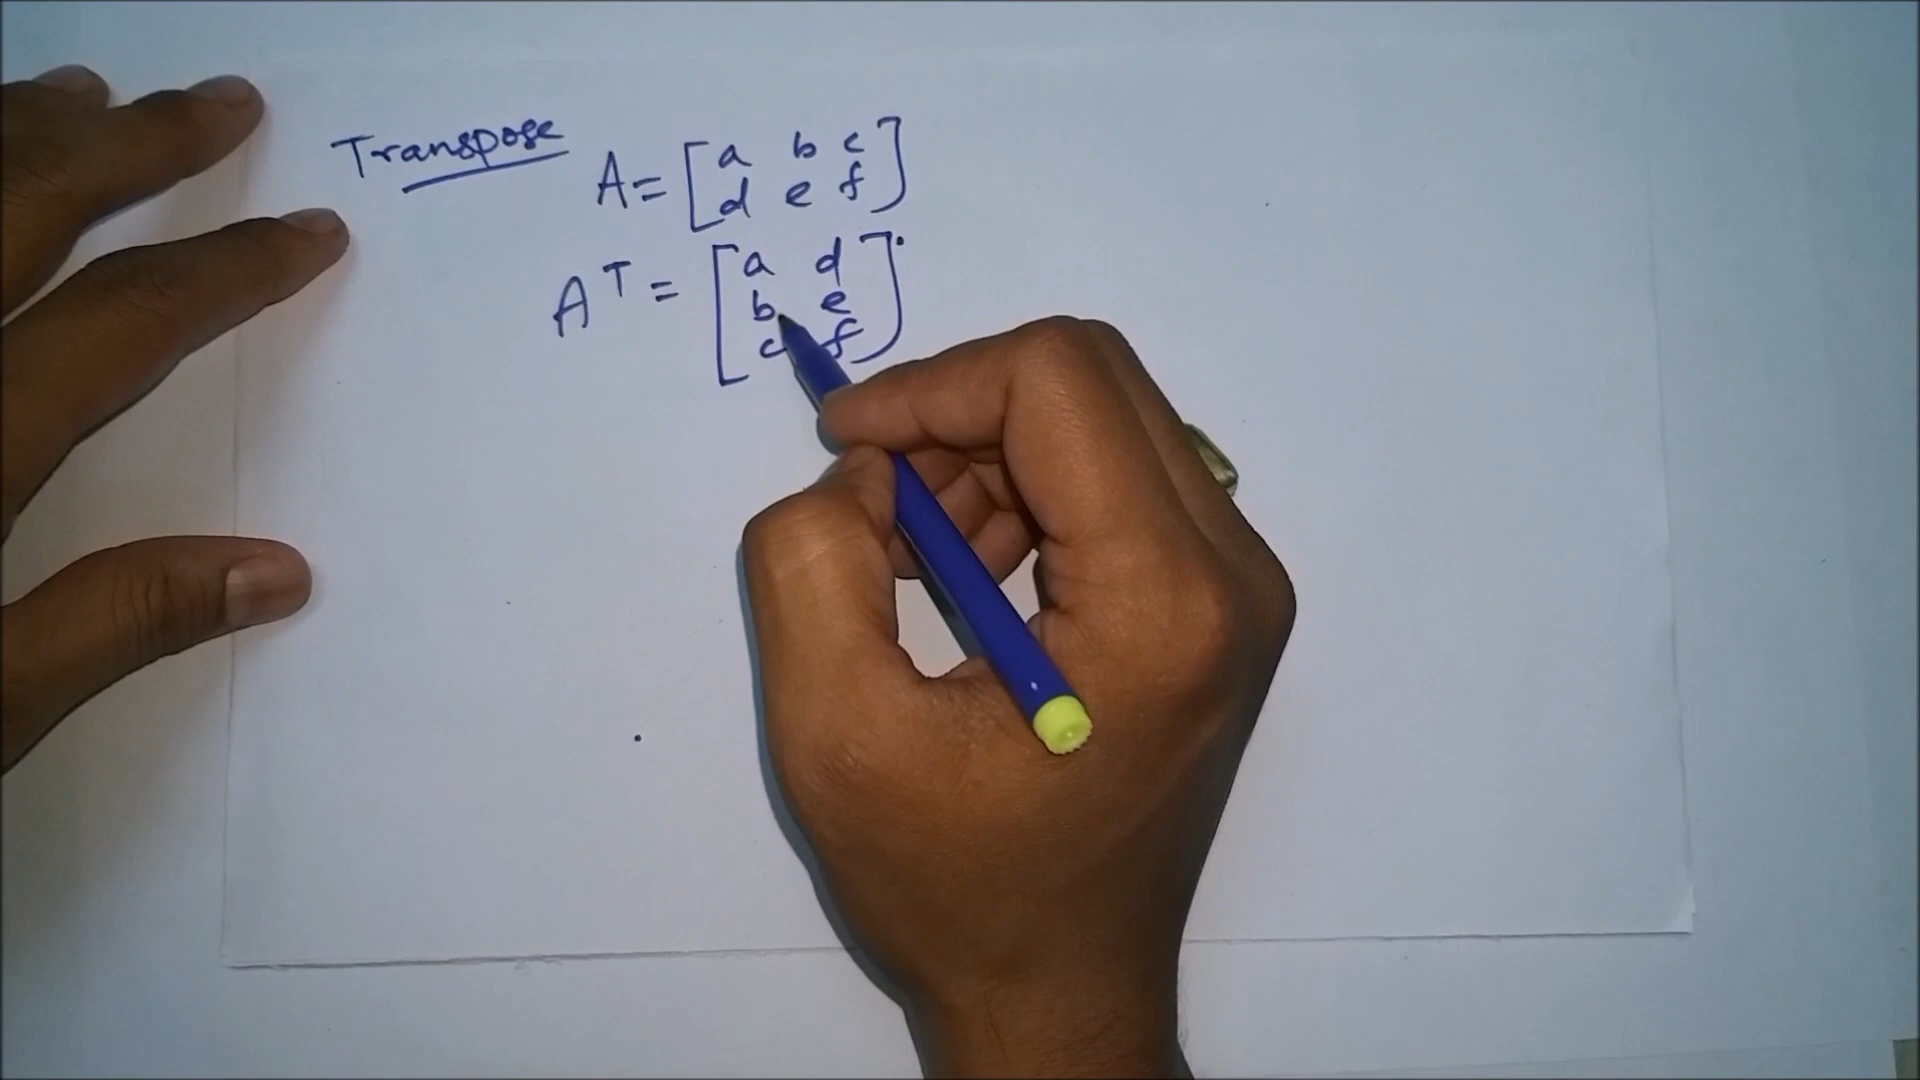 Transpose
A = [a b c
d e f]
A^T = [a d
b e
c f]